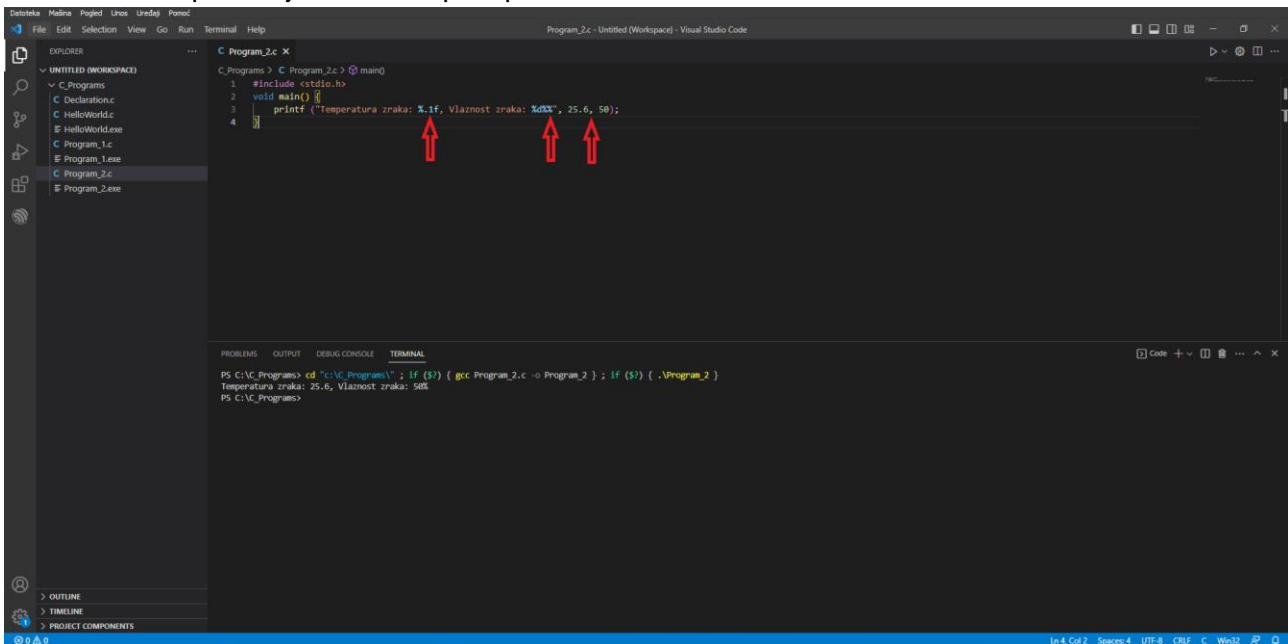 Datoteka Mašina Pogled Unos Uređaji Pomoć
File Edit Selection View Go Run Terminal Help
Program_2.c - Untitled (Workspace) - Visual Studio Code
EXPLORER
UNTITLED (WORKSPACE)
C_Programs
C Declaration.c
C HelloWorld.c
HelloWorld.exe
C Program_1.c
Program_1.exe
C Program_2.c
Program_2.exe
OUTLINE
TIMELINE
PROJECT COMPONENTS
C Program_2.c
C_Programs > C Program_2.c > main()
1 #include <stdio.h>
2 void main() {
3 printf ("Temperatura zraka: %.1f, Vlaznost zraka: %d%%", 25.6, 50);
4 }
PROBLEMS OUTPUT DEBUG CONSOLE TERMINAL
Code
PS C:\C_Programs> cd "c:\C_Programs\" ; if ($?) { gcc Program_2.c -o Program_2 } ; if ($?) { .\Program_2 }
Temperatura zraka: 25.6, Vlaznost zraka: 50%
PS C:\C_Programs>
0 0
Ln 4, Col 2 Spaces: 4 UTF-8 CRLF C Win32